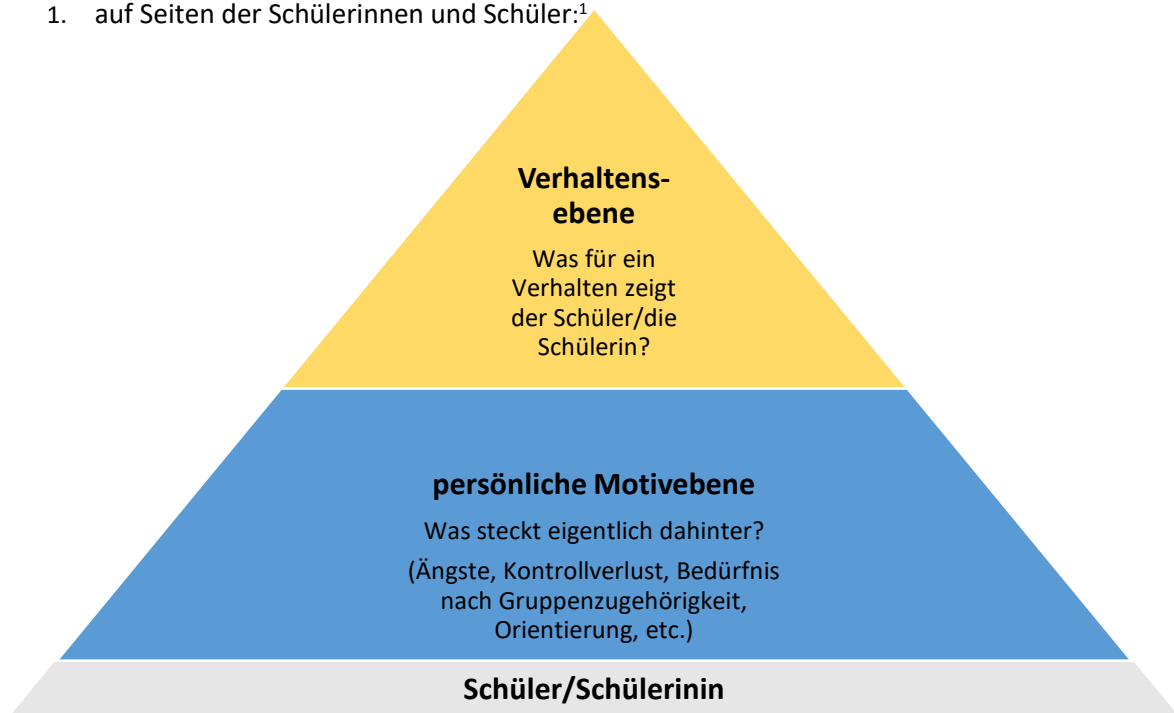 1. auf Seiten der Schülerinnen und Schüler:¹
Verhaltens-
ebene
Was für ein
Verhalten zeigt
der Schüler/die
Schülerin?
persönliche Motivebene
Was steckt eigentlich dahinter?
(Ängste, Kontrollverlust, Bedürfnis
nach Gruppenzugehörigkeit,
Orientierung, etc.)
Schüler/Schülerinin